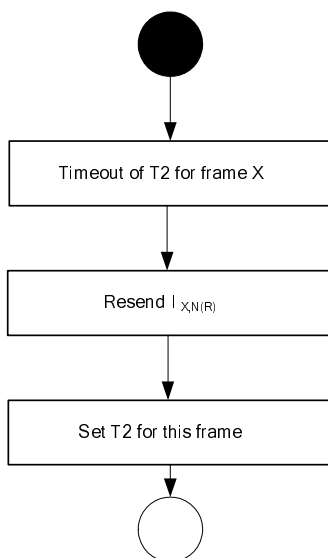 Timeout of T2 for frame X
Resend I X,N(R)
Set T2 for this frame